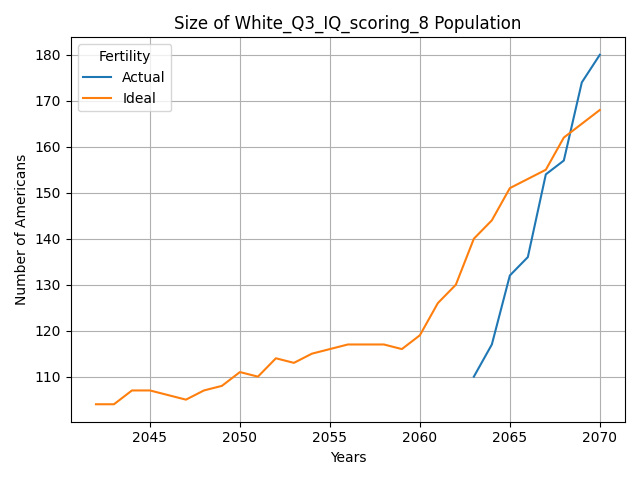 Size of White_Q3_IQ_scoring_8 Population
Fertility
Actual
Ideal
Number of Americans
180
170
160
150
140
130
120
110
2045 2050 2055 2060 2065 2070
Years